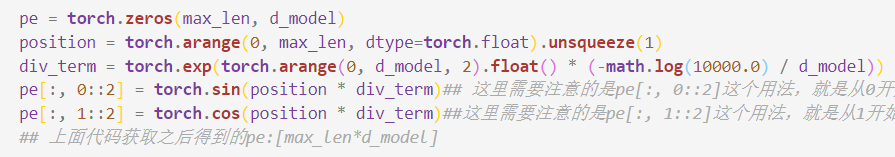 pe = torch.zeros(max_len, d_model)
position = torch.arange(0, max_len, dtype=torch.float).unsqueeze(1)
div_term = torch.exp(torch.arange(0, d_model, 2).float() * (-math.log(10000.0) / d_model))
pe[:, 0::2] = torch.sin(position * div_term)## 这里需要注意的是pe[:, 0::2]这个用法，就是从0开
pe[:, 1::2] = torch.cos(position * div_term)##这里需要注意的是pe[:, 1::2]这个用法，就是从1开始
## 上面代码获取之后得到的pe:[max_len*d_model]